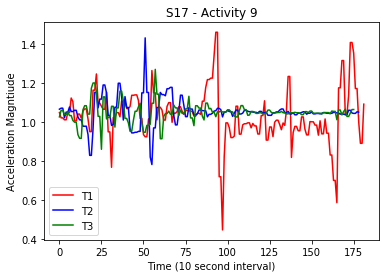 S17 - Activity 9
Acceleration Magntiude
1.4
1.2
1.0
0.8
0.6
0.4
T1
T2
T3
0
25
50
75
100
125
150
175
Time (10 second interval)